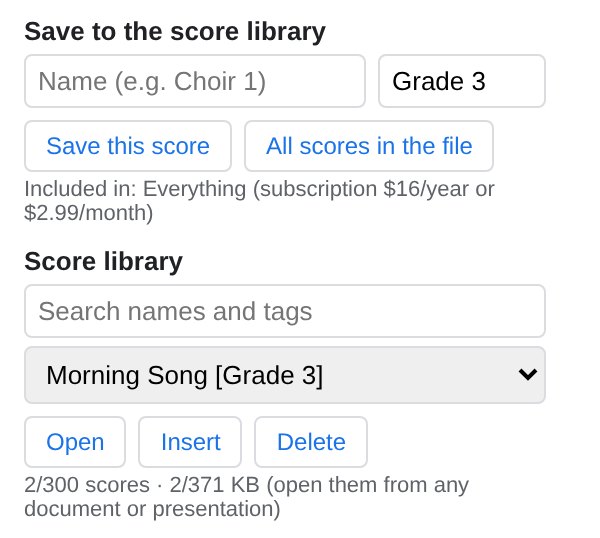 Save to the score library
Name (e.g. Choir 1)
Grade 3
Save this score
All scores in the file
Included in: Everything (subscription $16/year or
$2.99/month)
Score library
Search names and tags
Morning Song [Grade 3]
Open
Insert
Delete
2/300 scores · 2/371 KB (open them from any
document or presentation)